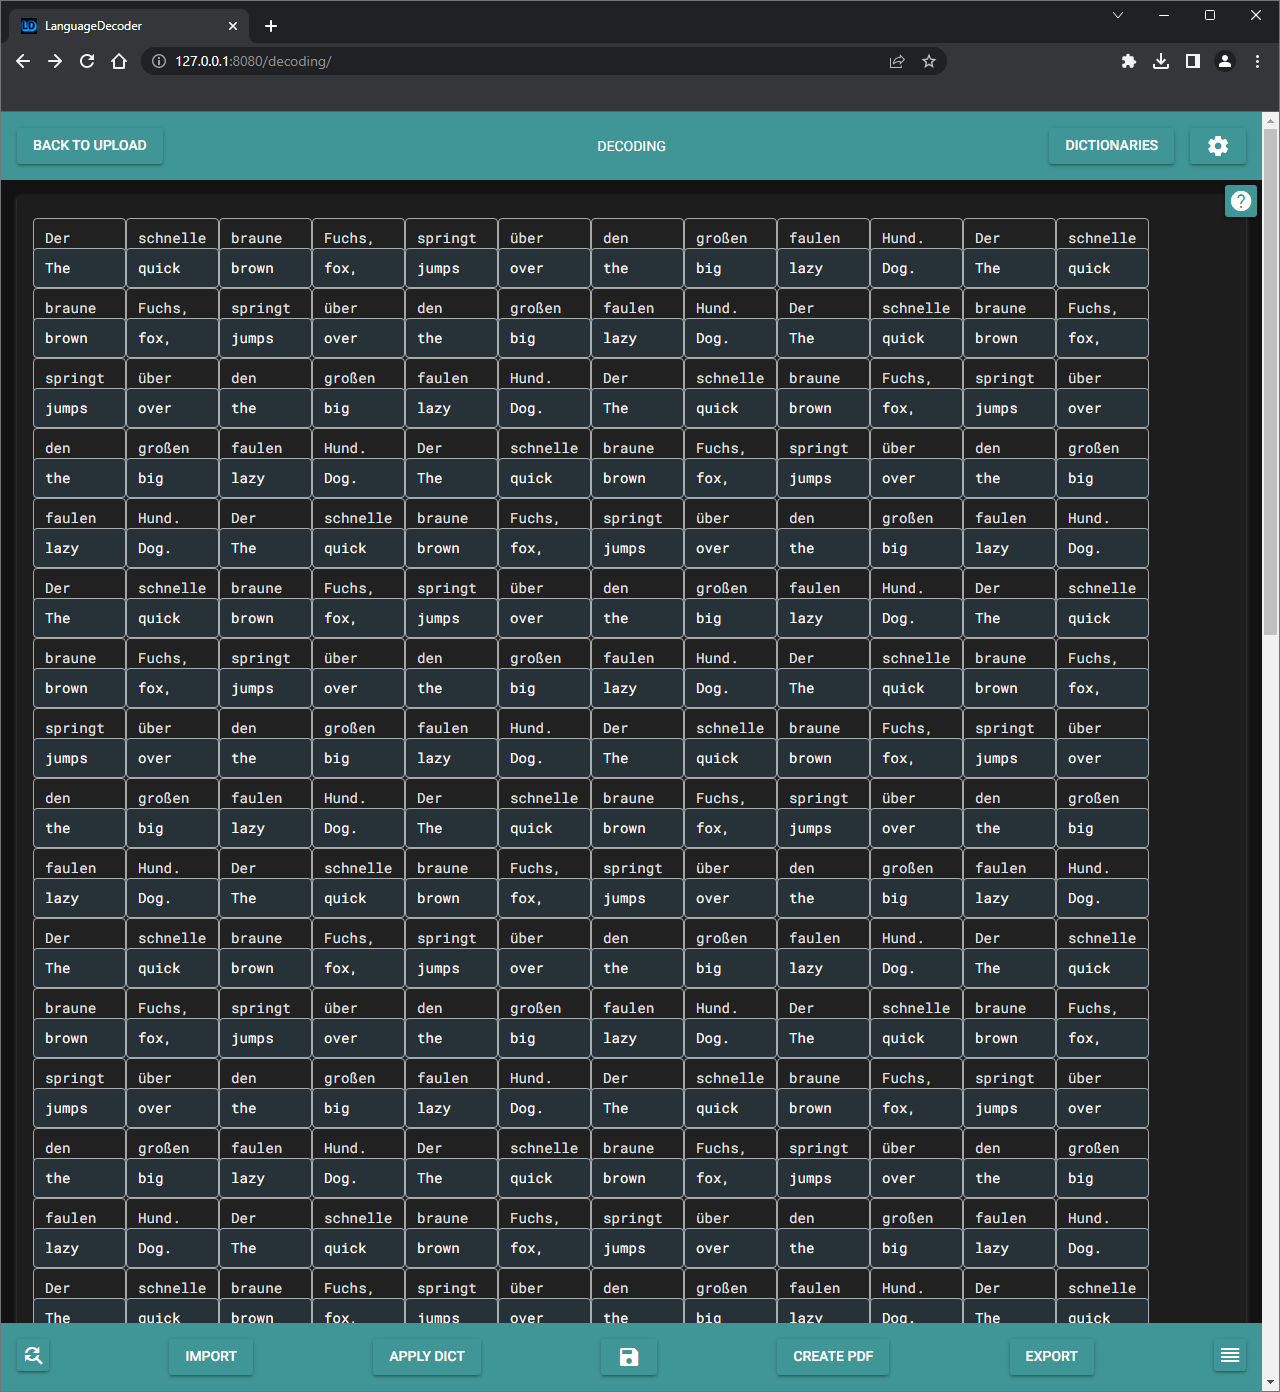 LanguageDecoder
127.0.0.1:8080/decoding/
BACK TO UPLOAD DECODING DICTIONARIES
Der schnelle braune Fuchs, springt über den großen faulen Hund. Der schnelle
The quick brown fox, jumps over the big lazy Dog. The quick
braune Fuchs, springt über den großen faulen Hund. Der schnelle braune Fuchs,
brown fox, jumps over the big lazy Dog. The quick brown fox,
springt über den großen faulen Hund. Der schnelle braune Fuchs, springt über
jumps over the big lazy Dog. The quick brown fox, jumps over
den großen faulen Hund. Der schnelle braune Fuchs, springt über den großen
the big lazy Dog. The quick brown fox, jumps over the big
faulen Hund. Der schnelle braune Fuchs, springt über den großen faulen Hund.
lazy Dog. The quick brown fox, jumps over the big lazy Dog.
Der schnelle braune Fuchs, springt über den großen faulen Hund. Der schnelle
The quick brown fox, jumps over the big lazy Dog. The quick
braune Fuchs, springt über den großen faulen Hund. Der schnelle braune Fuchs,
brown fox, jumps over the big lazy Dog. The quick brown fox,
springt über den großen faulen Hund. Der schnelle braune Fuchs, springt über
jumps over the big lazy Dog. The quick brown fox, jumps over
den großen faulen Hund. Der schnelle braune Fuchs, springt über den großen
the big lazy Dog. The quick brown fox, jumps over the big
faulen Hund. Der schnelle braune Fuchs, springt über den großen faulen Hund.
lazy Dog. The quick brown fox, jumps over the big lazy Dog.
Der schnelle braune Fuchs, springt über den großen faulen Hund. Der schnelle
The quick brown fox, jumps over the big lazy Dog. The quick
braune Fuchs, springt über den großen faulen Hund. Der schnelle braune Fuchs,
brown fox, jumps over the big lazy Dog. The quick brown fox,
springt über den großen faulen Hund. Der schnelle braune Fuchs, springt über
jumps over the big lazy Dog. The quick brown fox, jumps over
den großen faulen Hund. Der schnelle braune Fuchs, springt über den großen
the big lazy Dog. The quick brown fox, jumps over the big
faulen Hund. Der schnelle braune Fuchs, springt über den großen faulen Hund.
lazy Dog. The quick brown fox, jumps over the big lazy Dog.
Der schnelle braune Fuchs, springt über den großen faulen Hund. Der schnelle
The quick brown fox, jumps over the big lazy Dog. The quick
IMPORT APPLY DICT CREATE PDF EXPORT